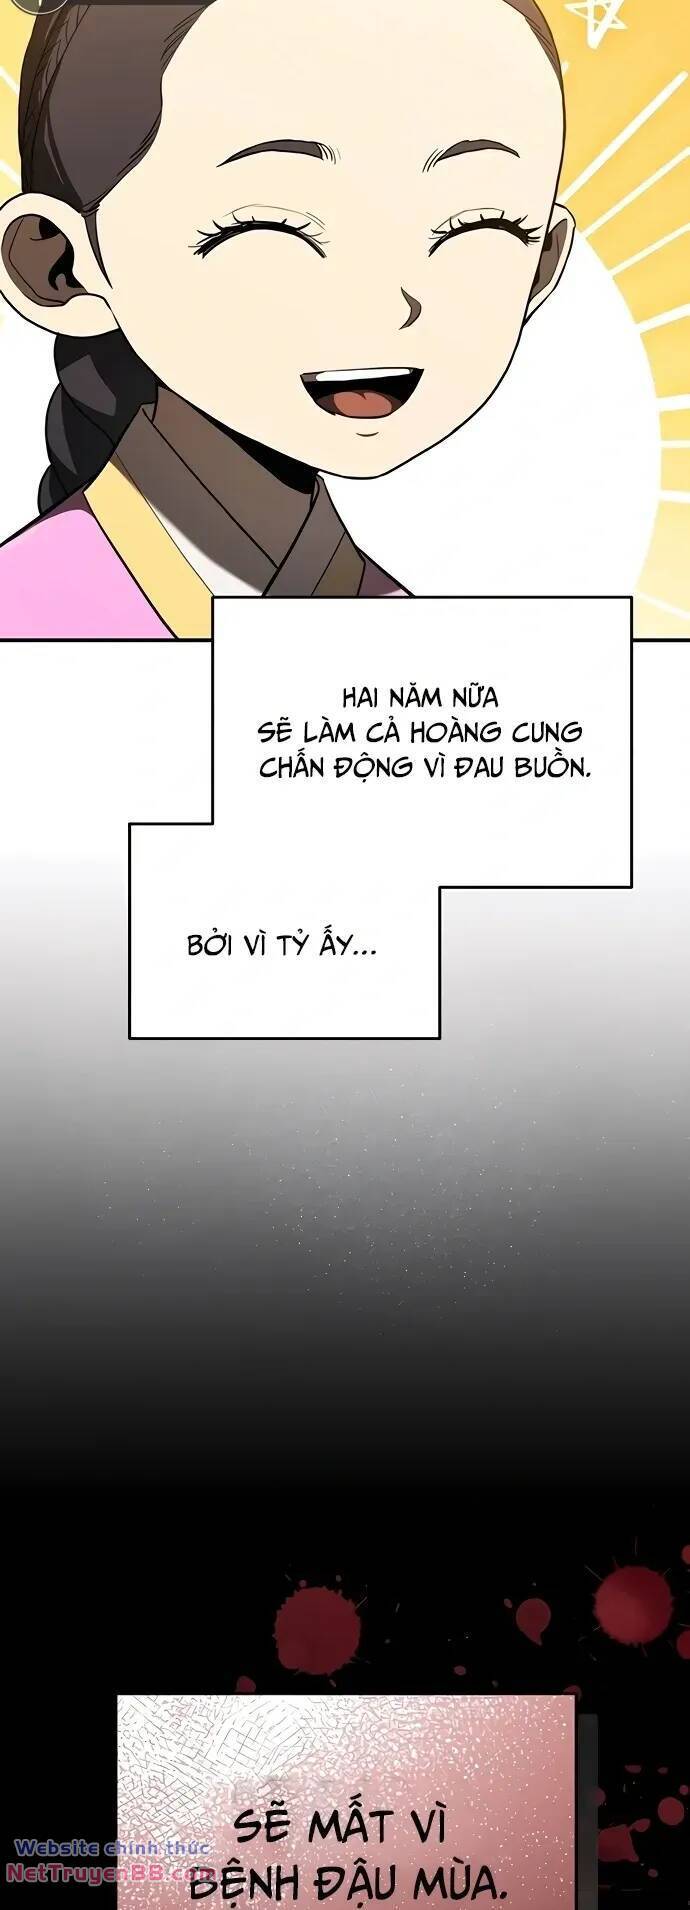 HAI NĂM NỮA
SẼ LÀM CẢ HOÀNG CUNG
CHẤN ĐỘNG VÌ ĐAU BUỒN.
BỞI VÌ TỶ ẤY...
SẼ MẤT VÌ
BỆNH ĐẬU MÙA.
Website chính thức
NetTruyenBB.com